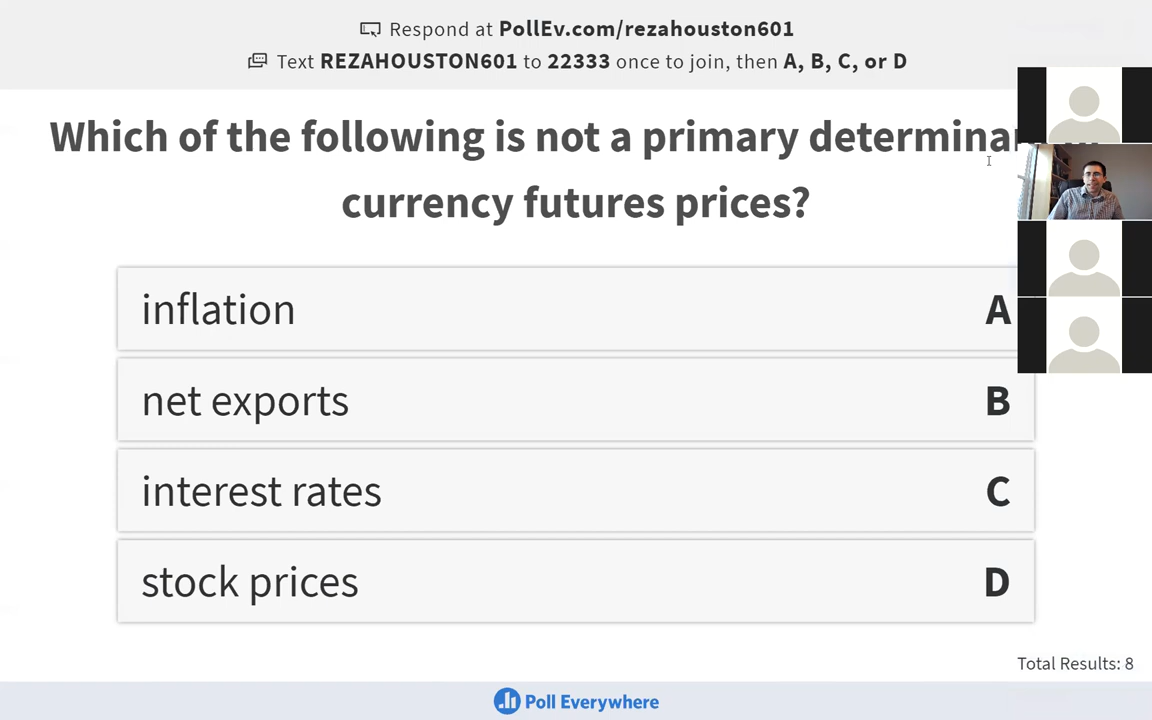 Respond at PollEv.com/rezahouston601
Text REZAHOUSTON601 to 22333 once to join, then A, B, C, or D
Which of the following is not a primary
currency futures prices?
inflation A
net exports B
interest rates C
stock prices D
Total Results: 8
Poll Everywhere